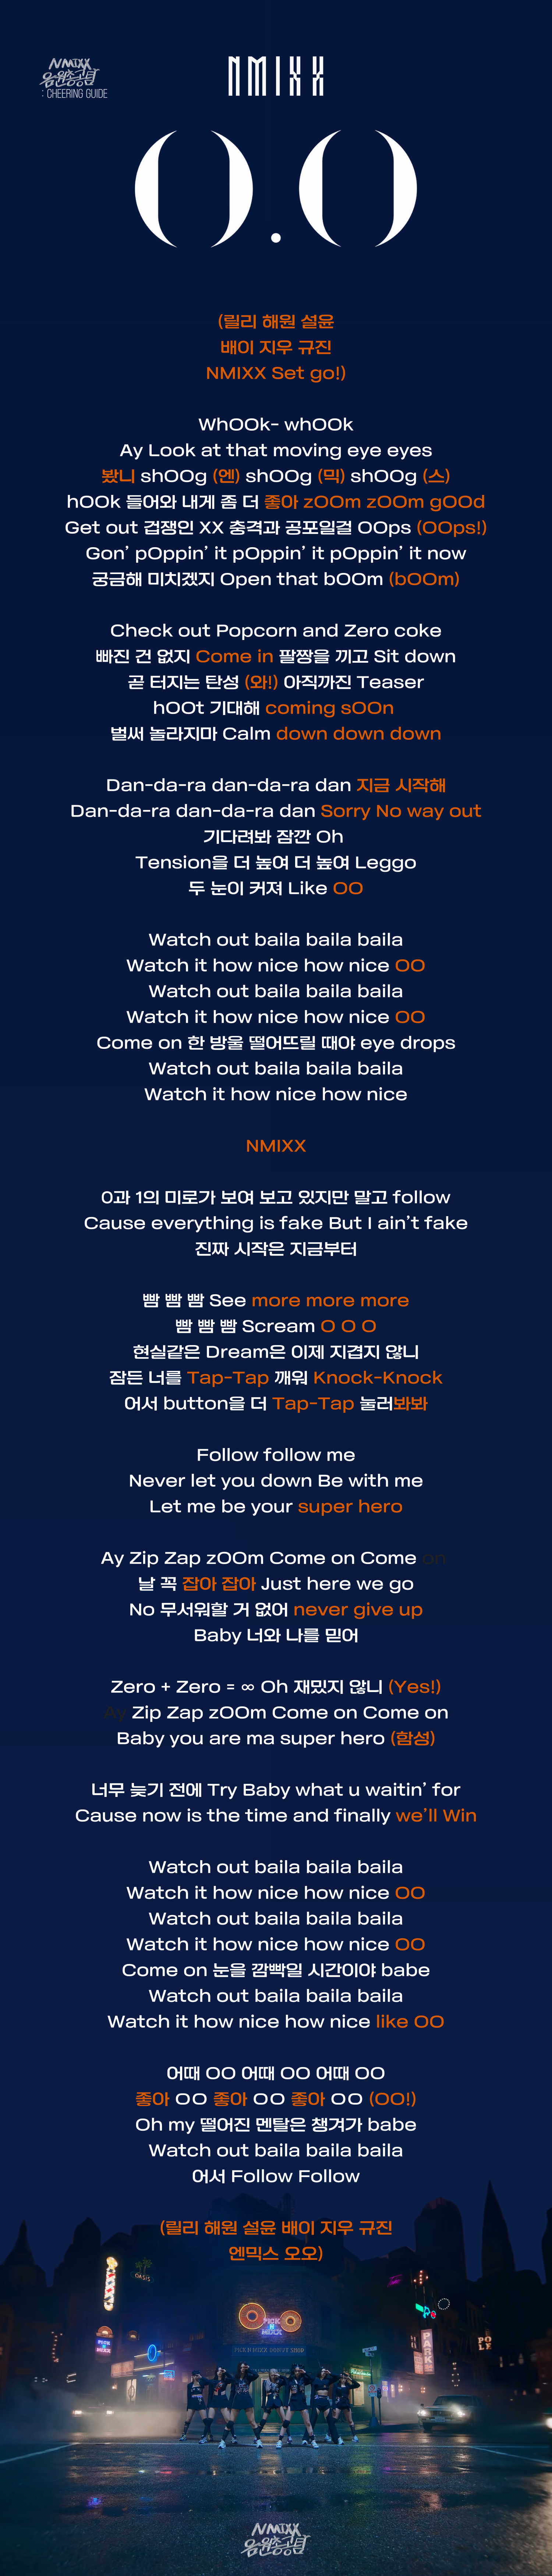 NMIXX
음원총공팀
: CHEERING GUIDE
NMIXX
O.O
(릴리 해원 설윤
배이 지우 규진
NMIXX Set go!)
WhOOk- whOOk
Ay Look at that moving eye eyes
봤니 shOOg (엔) shOOg (믹) shOOg (스)
hOOk 들어와 내게 좀 더 좋아 zOOm zOOm gOOd
Get out 겁쟁인 XX 충격과 공포일걸 OOps (OOps!)
Gon’ pOppin’ it pOppin’ it pOppin’ it now
궁금해 미치겠지 Open that bOOm (bOOm)
Check out Popcorn and Zero coke
빠진 건 없지 Come in 팔짱을 끼고 Sit down
곧 터지는 탄성 (와!) 아직까진 Teaser
hOOt 기대해 coming sOOn
벌써 놀라지마 Calm down down down
Dan-da-ra dan-da-ra dan 지금 시작해
Dan-da-ra dan-da-ra dan Sorry No way out
기다려봐 잠깐 Oh
Tension을 더 높여 더 높여 Leggo
두 눈이 커져 Like OO
Watch out baila baila baila
Watch it how nice how nice OO
Watch out baila baila baila
Watch it how nice how nice OO
Come on 한 방울 떨어뜨릴 때야 eye drops
Watch out baila baila baila
Watch it how nice how nice
NMIXX
0과 1의 미로가 보여 보고 있지만 말고 follow
Cause everything is fake But I ain’t fake
진짜 시작은 지금부터
빰 빰 빰 See more more more
빰 빰 빰 Scream O O O
현실같은 Dream은 이제 지겹지 않니
잠든 너를 Tap-Tap 깨워 Knock-Knock
어서 button을 더 Tap-Tap 눌러봐봐
Follow follow me
Never let you down Be with me
Let me be your super hero
Ay Zip Zap zOOm Come on Come on
날 꼭 잡아 잡아 Just here we go
No 무서워할 거 없어 never give up
Baby 너와 나를 믿어
Zero + Zero = ∞ Oh 재밌지 않니 (Yes!)
Ay Zip Zap zOOm Come on Come on
Baby you are ma super hero (함성)
너무 늦기 전에 Try Baby what u waitin’ for
Cause now is the time and finally we’ll Win
Watch out baila baila baila
Watch it how nice how nice OO
Watch out baila baila baila
Watch it how nice how nice OO
Come on 눈을 깜빡일 시간이야 babe
Watch out baila baila baila
Watch it how nice how nice like OO
어때 OO 어때 OO 어때 OO
좋아 OO 좋아 OO 좋아 OO (OO!)
Oh my 떨어진 멘탈은 챙겨가 babe
Watch out baila baila baila
어서 Follow Follow
(릴리 해원 설윤 배이 지우 규진
엔믹스 오오)
OASIS
PICK
N
MIXX
PO
LE
NMIXX
음원총공팀